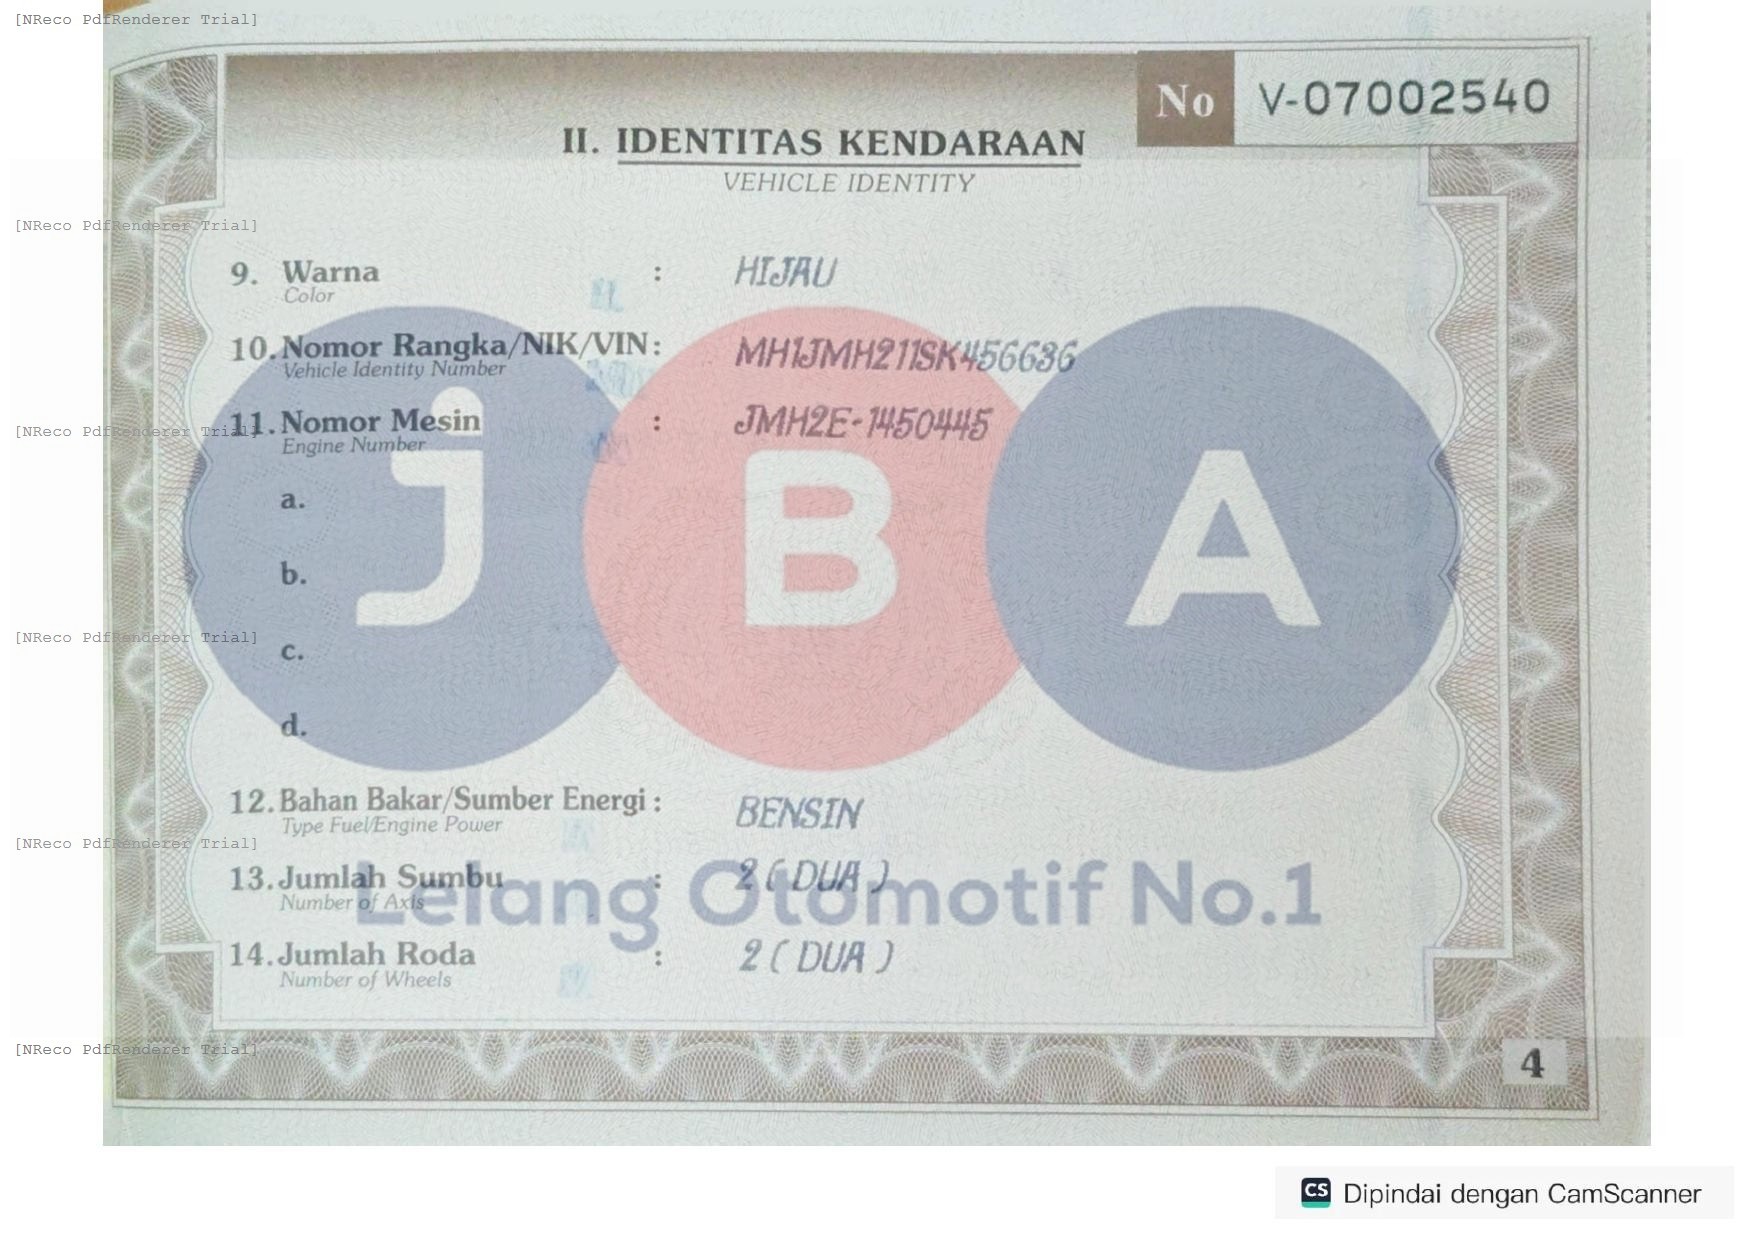 [NReco PdfRenderer Trial]
No V-07002540
II. IDENTITAS KENDARAAN
VEHICLE IDENTITY
[NReco PdfRenderer Trial]
9. Warna : HIJAU
Color
10. Nomor Rangka/NIK/VIN : MH1JMH211SK456636
Vehicle Identity Number
11. Nomor Mesin : JMH2E-1450445
[NReco PdfRenderer Trial]
Engine Number
a.
JBA
b.
[NReco PdfRenderer Trial]
c.
d.
12. Bahan Bakar/Sumber Energi : BENSIN
Type Fuel/Engine Power
[NReco PdfRenderer Trial]
13. Jumlah Sumbu : 2 ( DUA )
Number of Axis
Lelang Otomotif No.1
14. Jumlah Roda : 2 ( DUA )
Number of Wheels
[NReco PdfRenderer Trial]
4
CS Dipindai dengan CamScanner